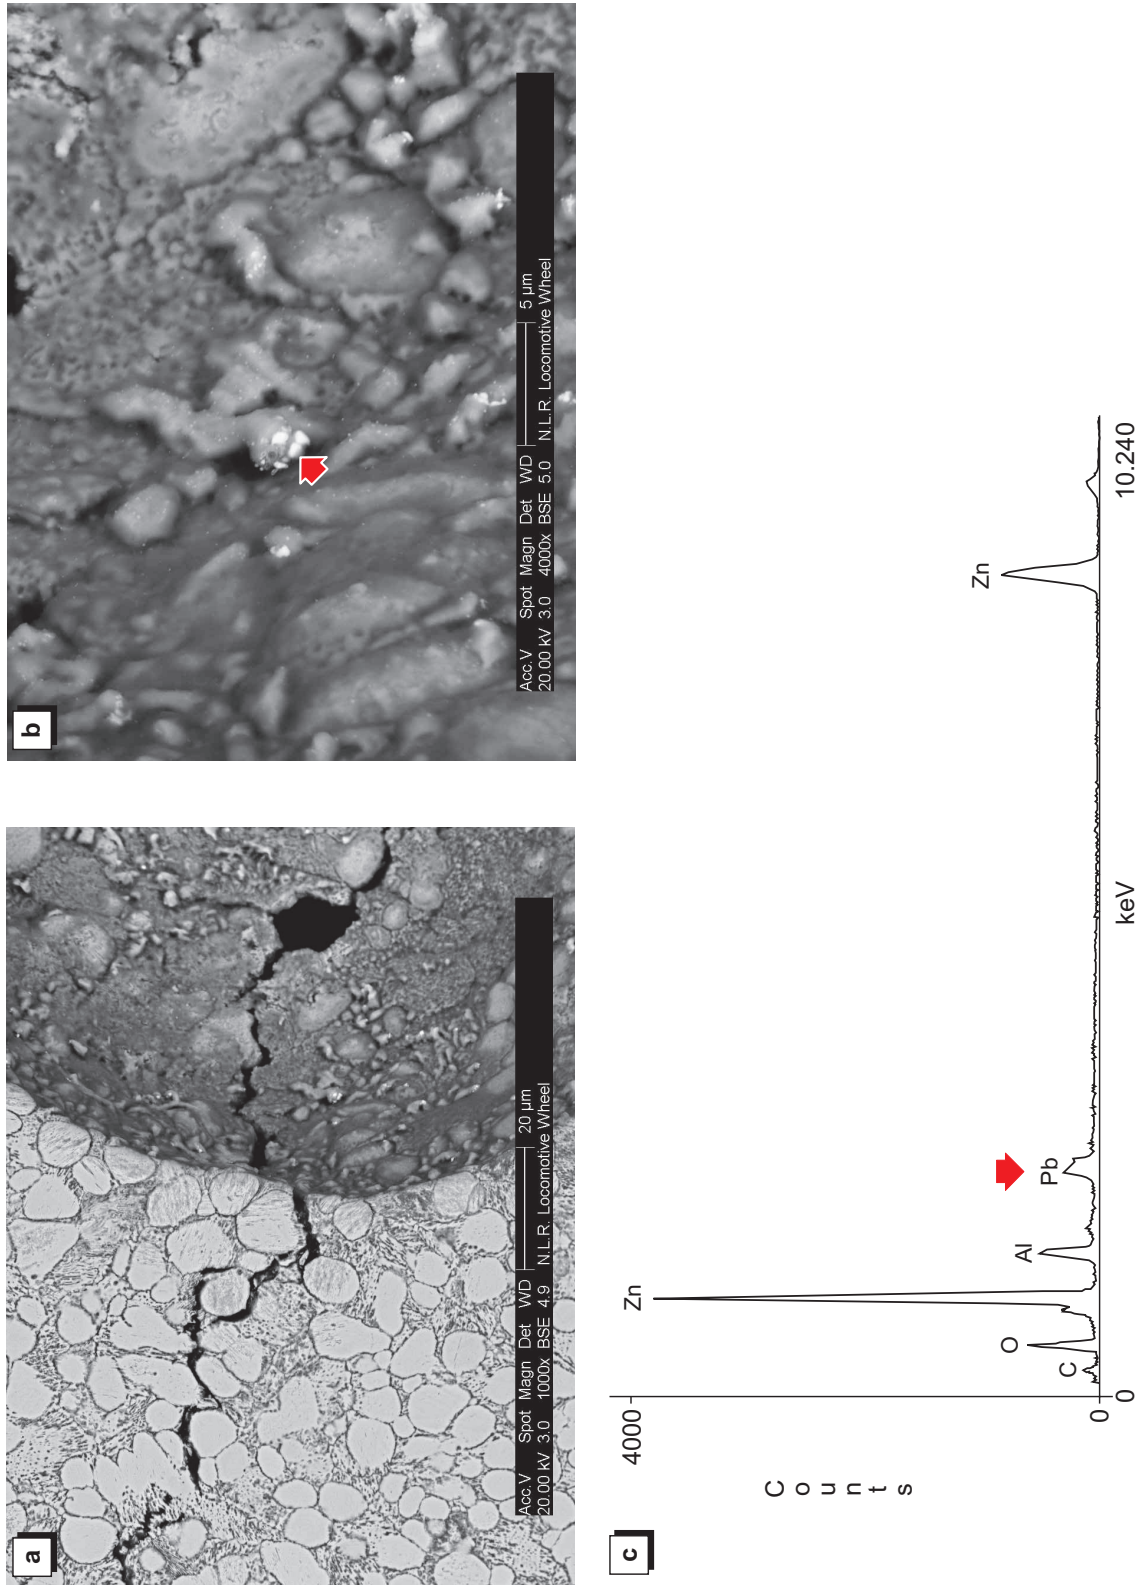 a
Acc.V Spot Magn Det WD 20 µm
20.00 kV 3.0 1000x BSE 4.9 N.L.R. Locomotive Wheel
b
Acc.V Spot Magn Det WD 5 µm
20.00 kV 3.0 4000x BSE 5.0 N.L.R. Locomotive Wheel
c
Counts
4000
0
C
O
Zn
Al
Pb
Zn
0
keV
10.240